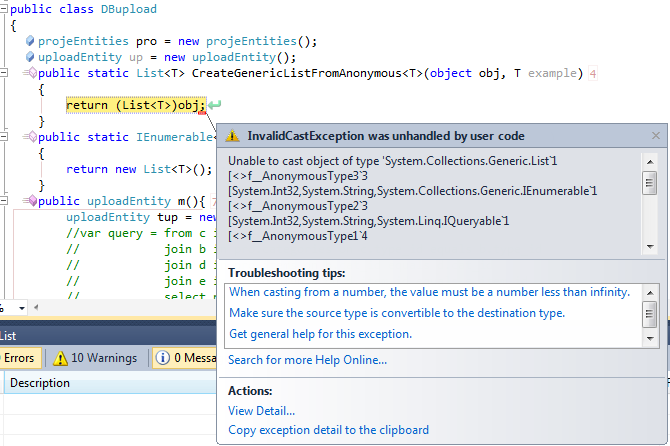 public class DBupload
{
projeEntities pro = new projeEntities();
uploadEntity up = new uploadEntity();
public static List<T> CreateGenericListFromAnonymous<T>(object obj, T example) 4
{
return (List<T>)obj;
}
public static IEnumerable<
{
return new List<T>();
}
public uploadEntity m(){
uploadEntity tup = new
//var query = from c i
// join b i
// join d i
// join e i
// select n
InvalidCastException was unhandled by user code
Unable to cast object of type 'System.Collections.Generic.List`1
[<>f__AnonymousType3`3
[System.Int32,System.String,System.Collections.Generic.IEnumerable`1
[<>f__AnonymousType2`3
[System.Int32,System.String,System.Linq.IQueryable`1
[<>f__AnonymousType1`4
Troubleshooting tips:
When casting from a number, the value must be a number less than infinity.
Make sure the source type is convertible to the destination type.
Get general help for this exception.
Search for more Help Online...
Actions:
View Detail...
Copy exception detail to the clipboard
%
List
Errors 10 Warnings 0 Messa
Description